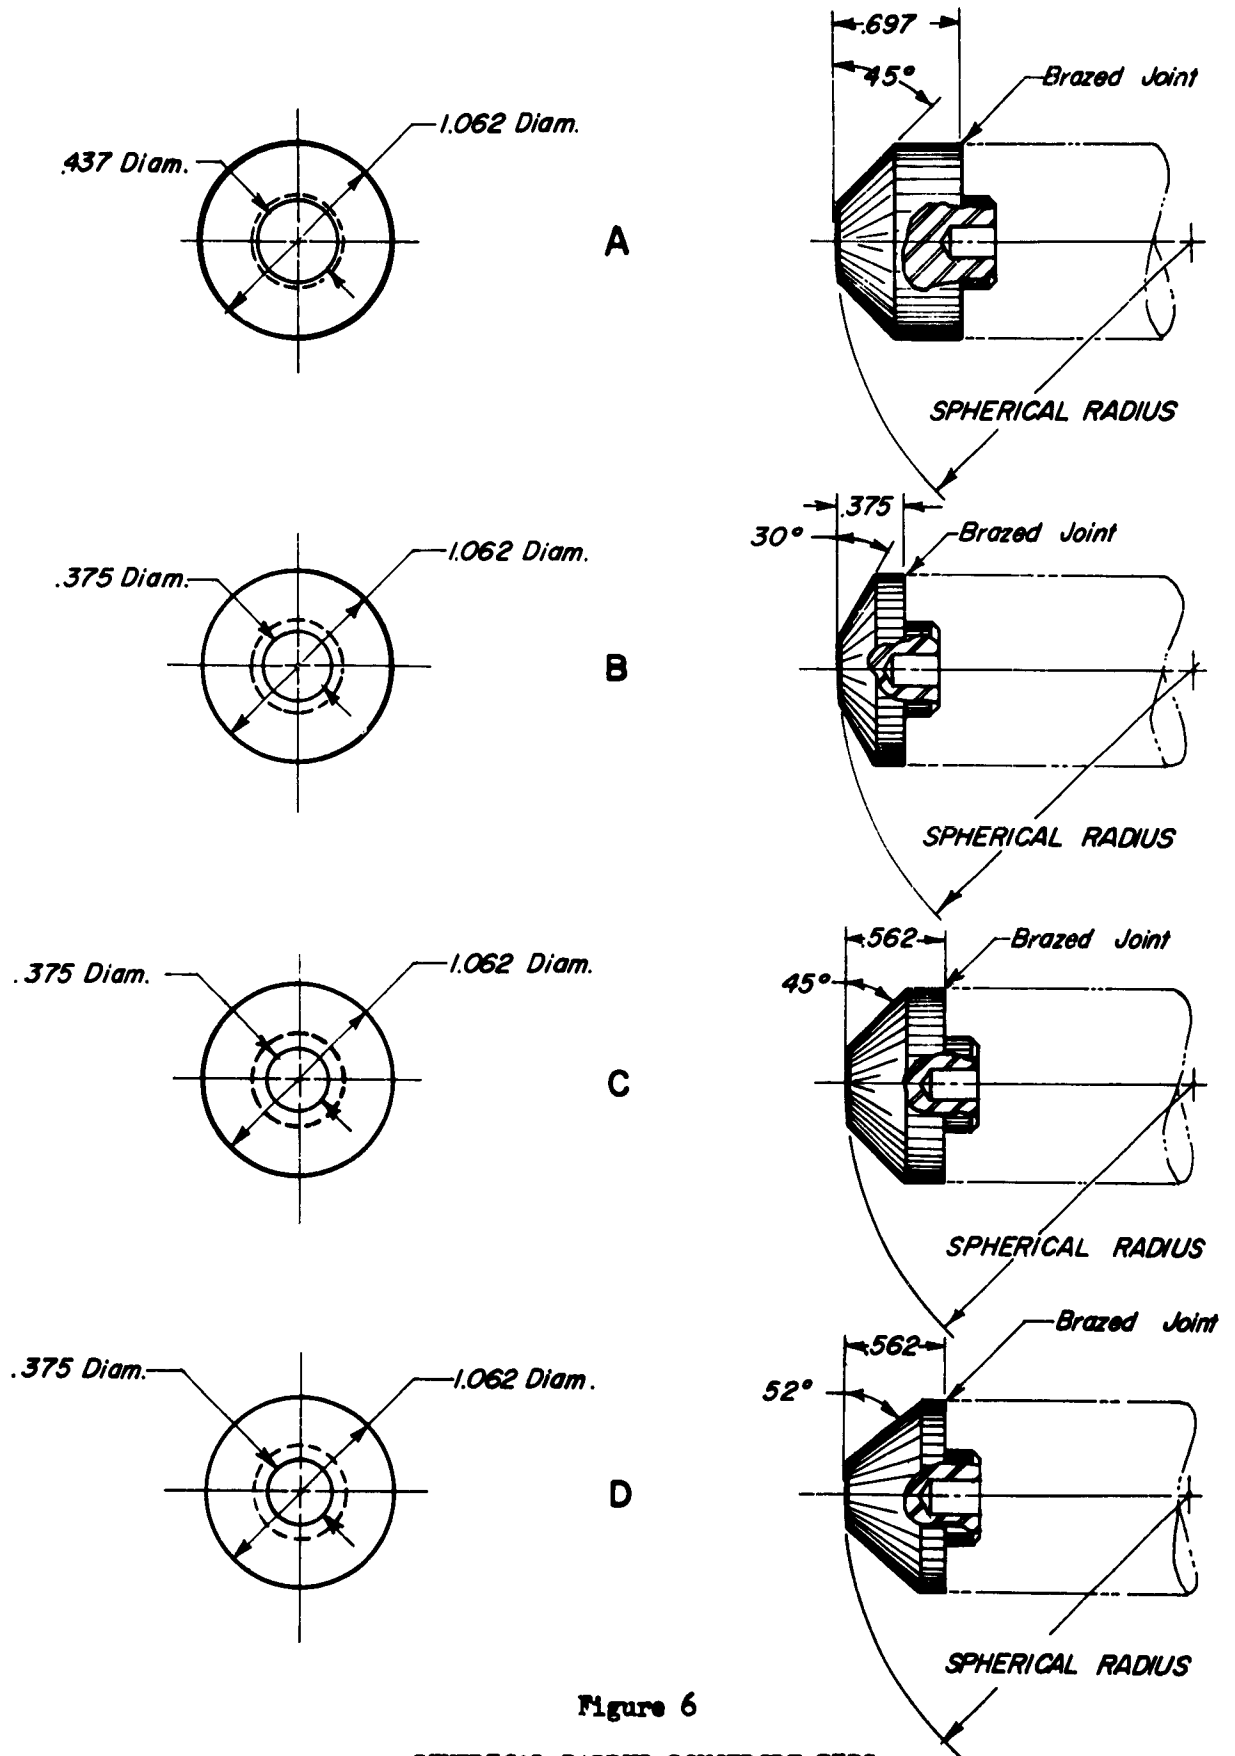 .697
45°
Brazed Joint
1.062 Diam.
.437 Diam.
A
SPHERICAL RADIUS
.375
30°
Brazed Joint
1.062 Diam.
.375 Diam.
B
SPHERICAL RADIUS
.562
Brazed Joint
45°
1.062 Diam.
.375 Diam.
C
SPHERICAL RADIUS
Brazed Joint
.562
52°
1.062 Diam.
.375 Diam.
D
SPHERICAL RADIUS
Figure 6